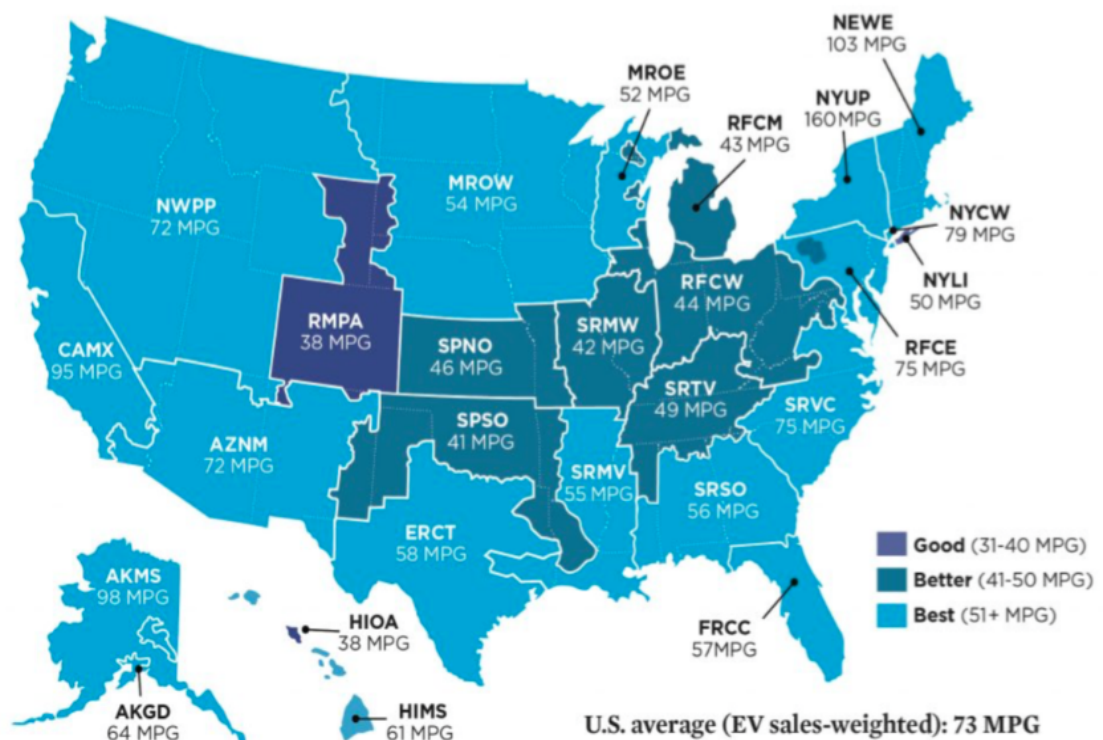 NEWE
103 MPG
MROE
52 MPG
NYUP
160 MPG
RFCM
43 MPG
NWPP
72 MPG
MROW
54 MPG
NYCW
79 MPG
NYLI
50 MPG
RFCW
44 MPG
RMPA
38 MPG
SRMW
42 MPG
CAMX
95 MPG
SPNO
46 MPG
RFCE
75 MPG
SRTV
49 MPG
SRVC
75 MPG
SPSO
41 MPG
AZNM
72 MPG
SRMV
55 MPG
SRSO
56 MPG
ERCT
58 MPG
Good (31-40 MPG)
Better (41-50 MPG)
Best (51+ MPG)
AKMS
98 MPG
HIOA
38 MPG
FRCC
57MPG
AKGD
64 MPG
HIMS
61 MPG
U.S. average (EV sales-weighted): 73 MPG